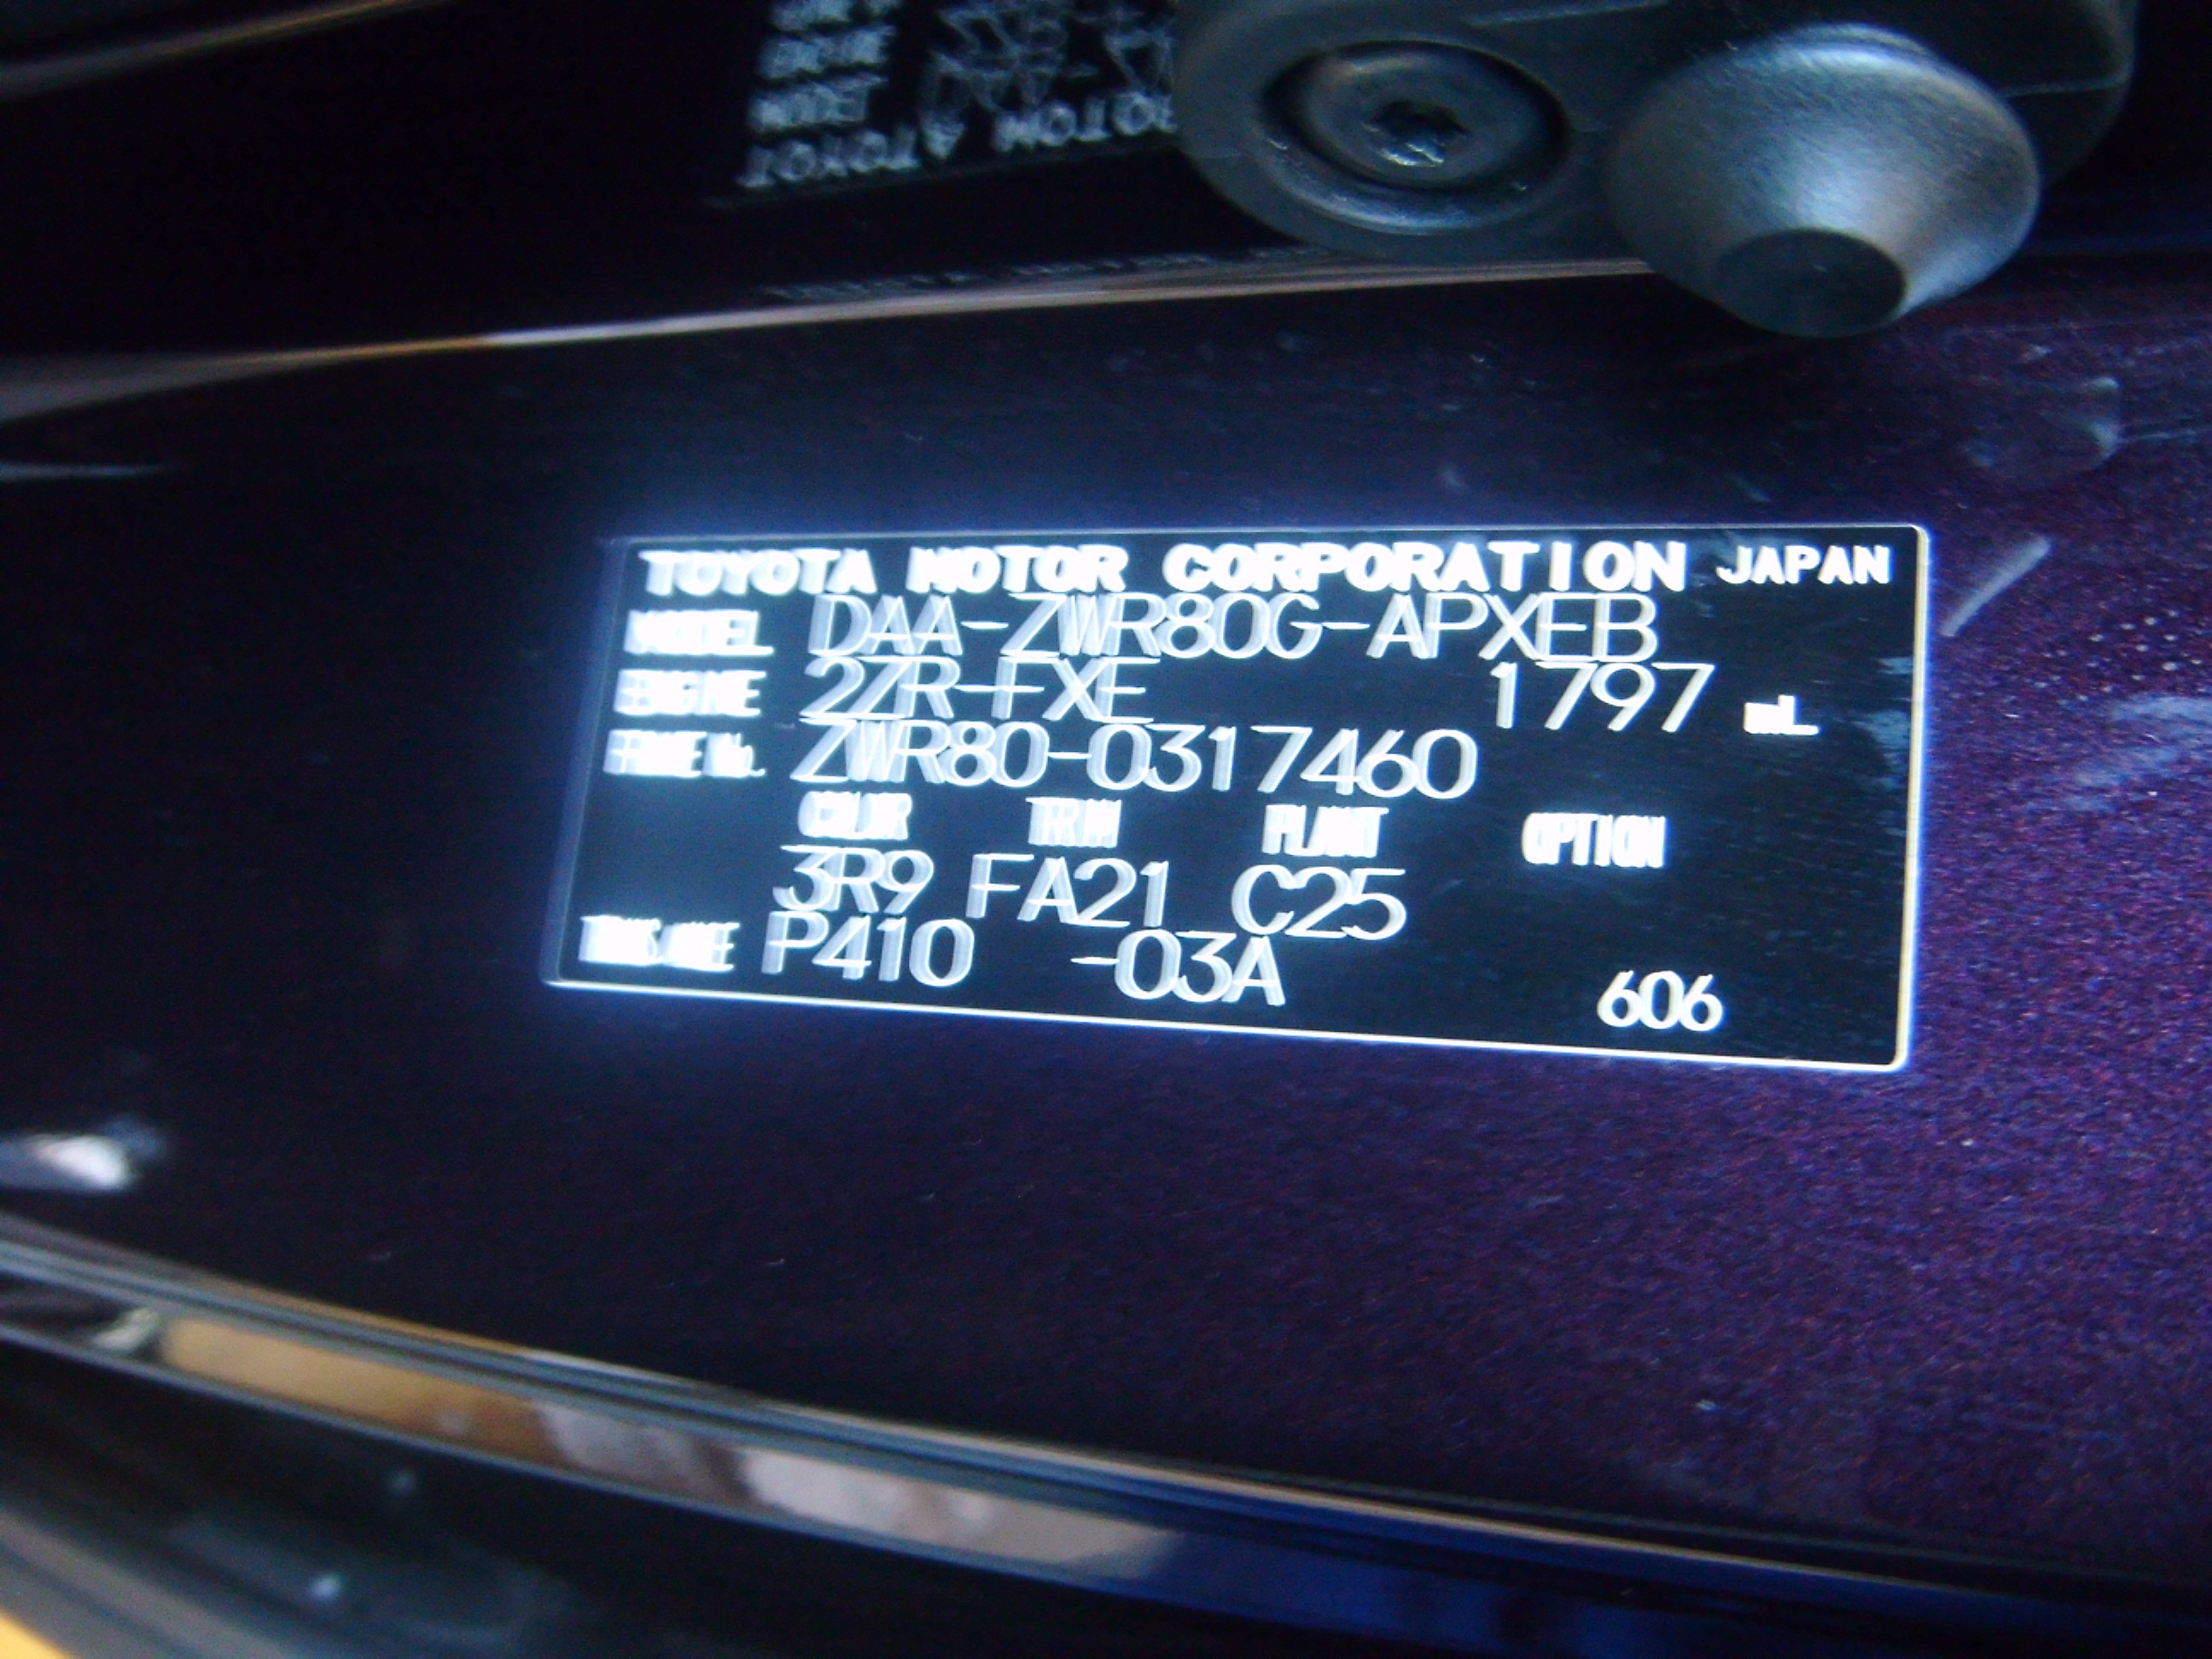 TOYOTA MOTOR CORPORATION JAPAN
MODEL DAA-ZWR80G-APXEB
ENGINE 2ZR-FXE 1797 mL
FRAME No. ZWR80-0317460
COLOR TRIM PLANT OPTION
3R9 FA21 C25
TRANS/AXLE P410 -03A
606